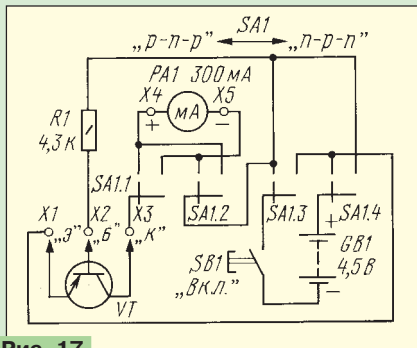 SA1
„p-n-p" „n-p-n"
PA1 300 мА
X4 X5
мА
+ −
R1
4,3 к
SA1.1
X1 X2 X3
„Э" „Б" „К"
SA1.2 SA1.3 + SA1.4
SB1
„Вкл."
GB1
4,5 В
−
VT
Рис. 17